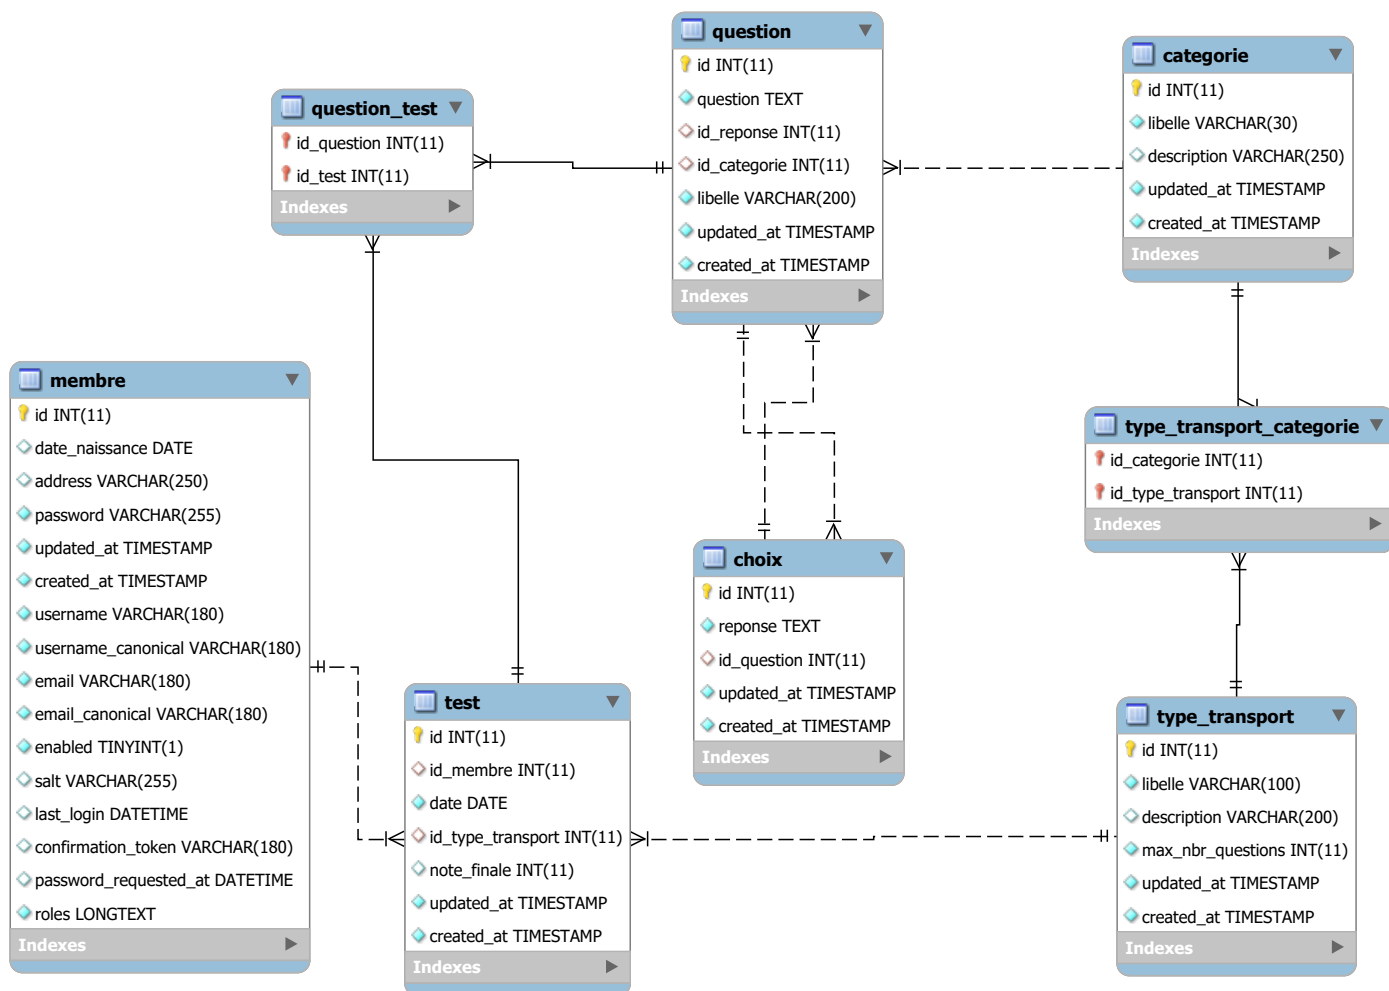 question
id INT(11)
question TEXT
id_reponse INT(11)
id_categorie INT(11)
libelle VARCHAR(200)
updated_at TIMESTAMP
created_at TIMESTAMP
Indexes
categorie
id INT(11)
libelle VARCHAR(30)
description VARCHAR(250)
updated_at TIMESTAMP
created_at TIMESTAMP
Indexes
question_test
id_question INT(11)
id_test INT(11)
Indexes
membre
id INT(11)
date_naissance DATE
address VARCHAR(250)
password VARCHAR(255)
updated_at TIMESTAMP
created_at TIMESTAMP
username VARCHAR(180)
username_canonical VARCHAR(180)
email VARCHAR(180)
email_canonical VARCHAR(180)
enabled TINYINT(1)
salt VARCHAR(255)
last_login DATETIME
confirmation_token VARCHAR(180)
password_requested_at DATETIME
roles LONGTEXT
Indexes
type_transport_categorie
id_categorie INT(11)
id_type_transport INT(11)
Indexes
choix
id INT(11)
reponse TEXT
id_question INT(11)
updated_at TIMESTAMP
created_at TIMESTAMP
Indexes
test
id INT(11)
id_membre INT(11)
date DATE
id_type_transport INT(11)
note_finale INT(11)
updated_at TIMESTAMP
created_at TIMESTAMP
Indexes
type_transport
id INT(11)
libelle VARCHAR(100)
description VARCHAR(200)
max_nbr_questions INT(11)
updated_at TIMESTAMP
created_at TIMESTAMP
Indexes